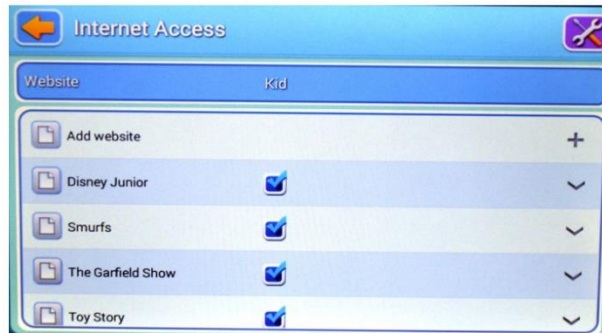 Internet Access
Website Kid
Add website
Disney Junior
Smurfs
The Garfield Show
Toy Story